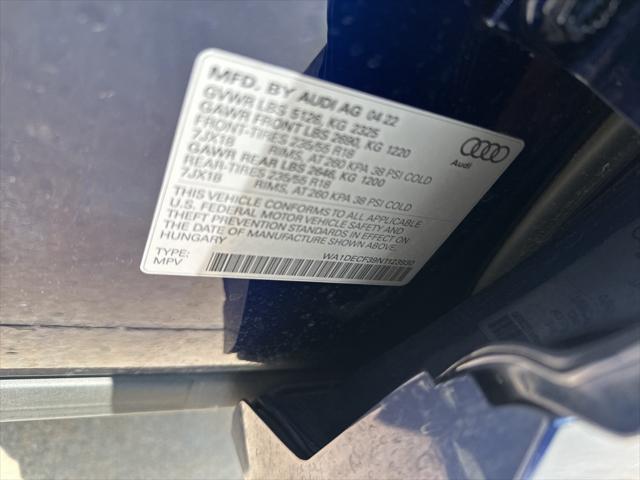 MFD. BY AUDI AG 04 22
GVWR LBS 5126, KG 2325
GAWR FRONT LBS 2690, KG 1220
FRONT-TIRES 235/55 R18
7JX18 RIMS, AT 260 KPA 38 PSI COLD
GAWR REAR LBS 2646, KG 1200
REAR-TIRES 235/55 R18
7JX18 RIMS, AT 260 KPA 38 PSI COLD
THIS VEHICLE CONFORMS TO ALL APPLICABLE
U.S. FEDERAL MOTOR VEHICLE SAFETY AND
THEFT PREVENTION STANDARDS IN EFFECT ON
THE DATE OF MANUFACTURE SHOWN ABOVE.
HUNGARY
TYPE:
MPV
Audi